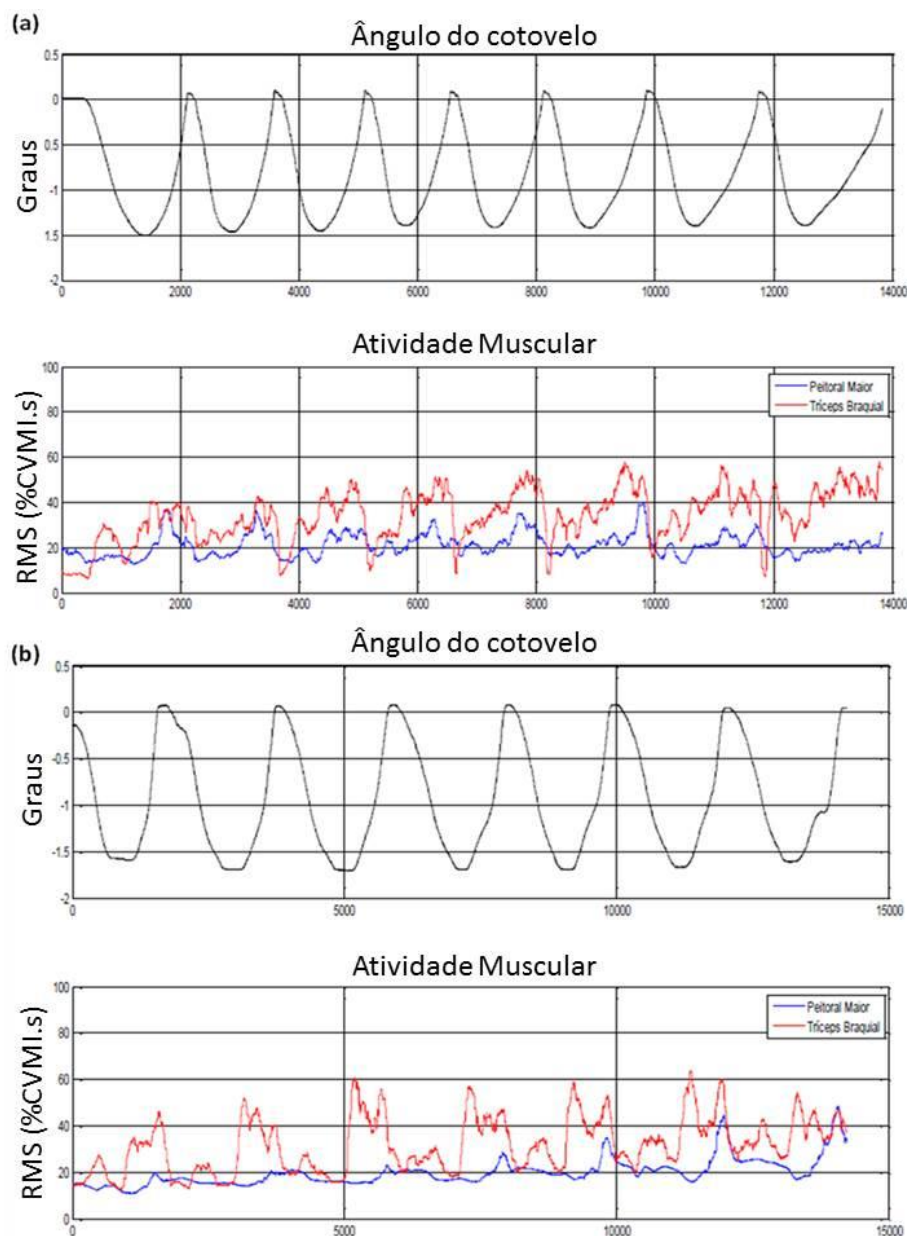 (a)
Ângulo do cotovelo
Graus
0.5
0
0.5
-1
1.5
-2
0 2000 4000 6000 8000 10000 12000 14000
Atividade Muscular
RMS (%CVMI.s)
100
80
60
40
20
0
Peitoral Maior
Tríceps Braquial
0 2000 4000 6000 8000 10000 12000 14000
(b)
Ângulo do cotovelo
Graus
0.5
0
-0.5
-1
-1.5
-2
0 5000 10000 15000
Atividade Muscular
RMS (%CVMI.s)
100
80
60
40
20
0
Peitoral Maior
Tríceps Braquial
0 5000 10000 15000